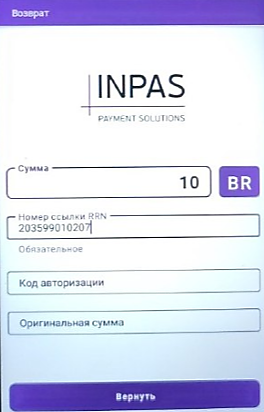 Возврат
INPAS
PAYMENT SOLUTIONS
Сумма
10
BR
Номер ссылки RRN
203599010207
Обязательное
Код авторизации
Оригинальная сумма
Вернуть